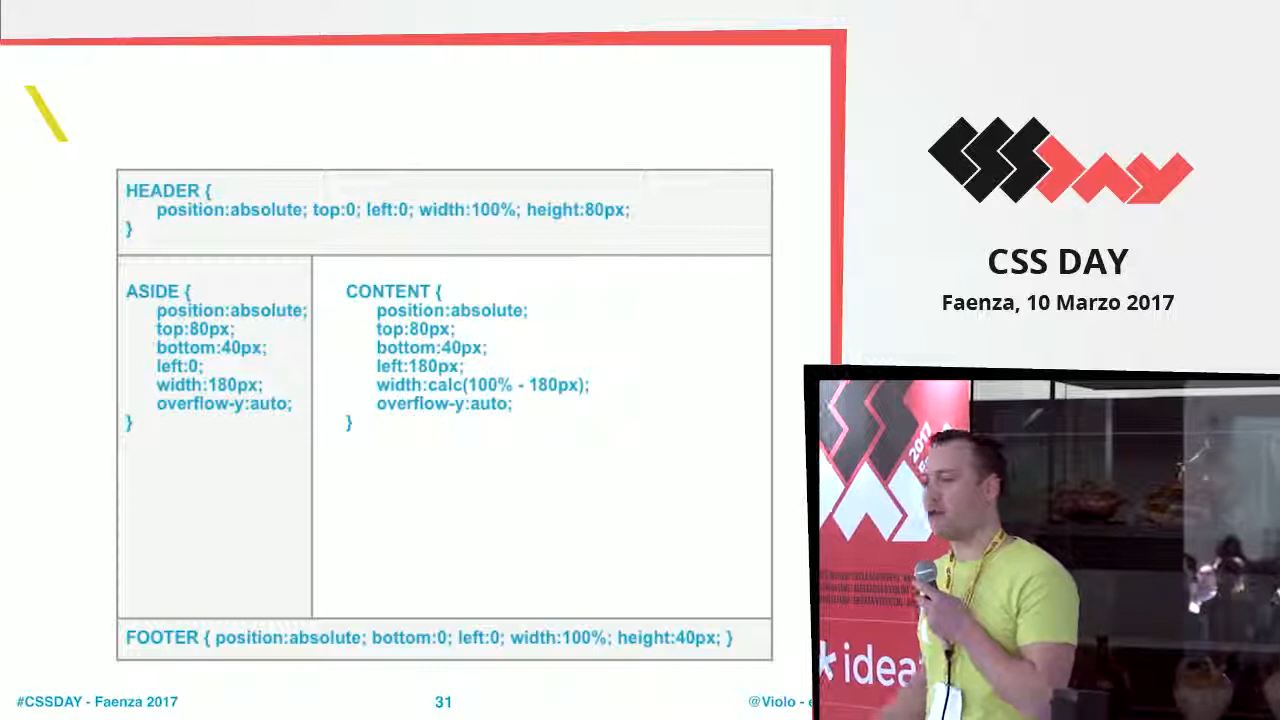 HEADER {
position:absolute; top:0; left:0; width:100%; height:80px;
}
ASIDE {
position:absolute;
top:80px;
bottom:40px;
left:0;
width:180px;
overflow-y:auto;
}
CONTENT {
position:absolute;
top:80px;
bottom:40px;
left:180px;
width:calc(100% - 180px);
overflow-y:auto;
}
FOOTER { position:absolute; bottom:0; left:0; width:100%; height:40px; }
#CSSDAY - Faenza 2017
31
@Violo -
CSSDay
CSS DAY
Faenza, 10 Marzo 2017
2017